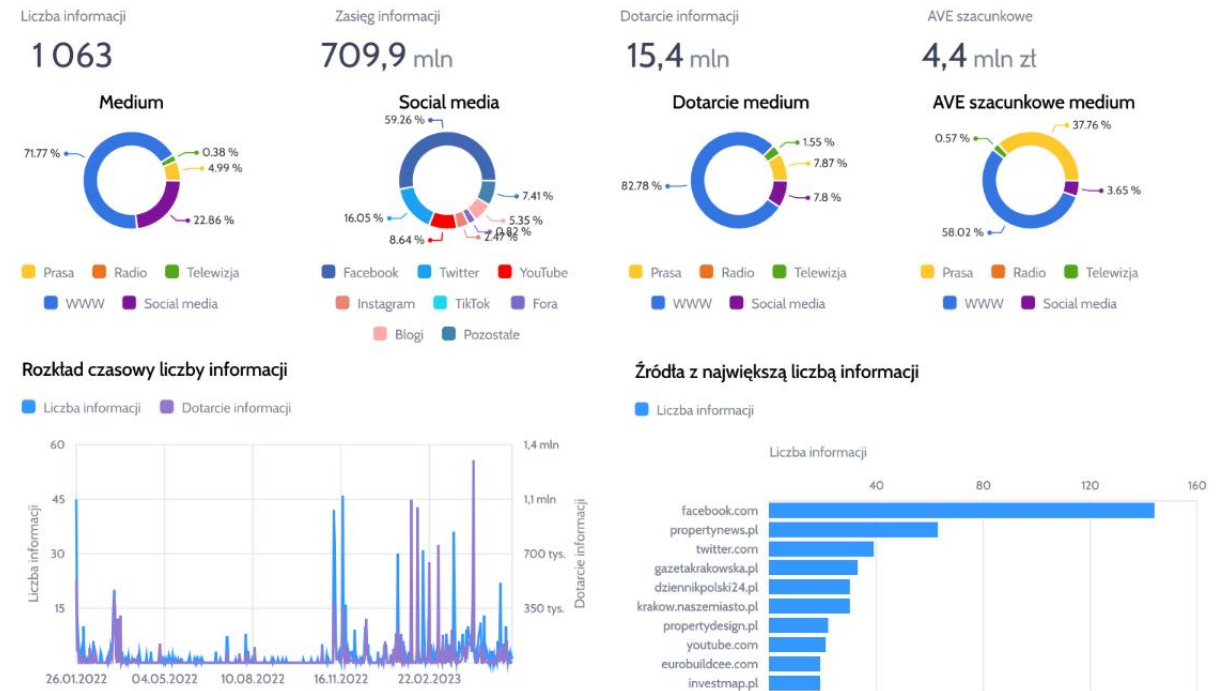 Liczba informacji
1 063
Zasięg informacji
709,9 mln
Dotarcie informacji
15,4 mln
AVE szacunkowe
4,4 mln zł
Medium
71.77 %
0.38 %
4.99 %
22.86 %
Prasa Radio Telewizja
WWW Social media
Social media
59.26 %
7.41 %
5.35 %
0.82 %
2.47 %
8.64 %
16.05 %
Facebook Twitter YouTube
Instagram TikTok Fora
Blogi Pozostałe
Dotarcie medium
1.55 %
7.87 %
7.8 %
82.78 %
Prasa Radio Telewizja
WWW Social media
AVE szacunkowe medium
0.57 %
37.76 %
3.65 %
58.02 %
Prasa Radio Telewizja
WWW Social media
Rozkład czasowy liczby informacji
Liczba informacji Dotarcie informacji
Liczba informacji
60
45
30
15
1,4 mln
1,1 mln
700 tys.
350 tys.
Dotarcie informacji
26.01.2022 04.05.2022 10.08.2022 16.11.2022 22.02.2023
Źródła z największą liczbą informacji
Liczba informacji
Liczba informacji
40 80 120 160
facebook.com
propertynews.pl
twitter.com
gazetakrakowska.pl
dziennikpolski24.pl
krakow.naszemiasto.pl
propertydesign.pl
youtube.com
eurobuildcee.com
investmap.pl